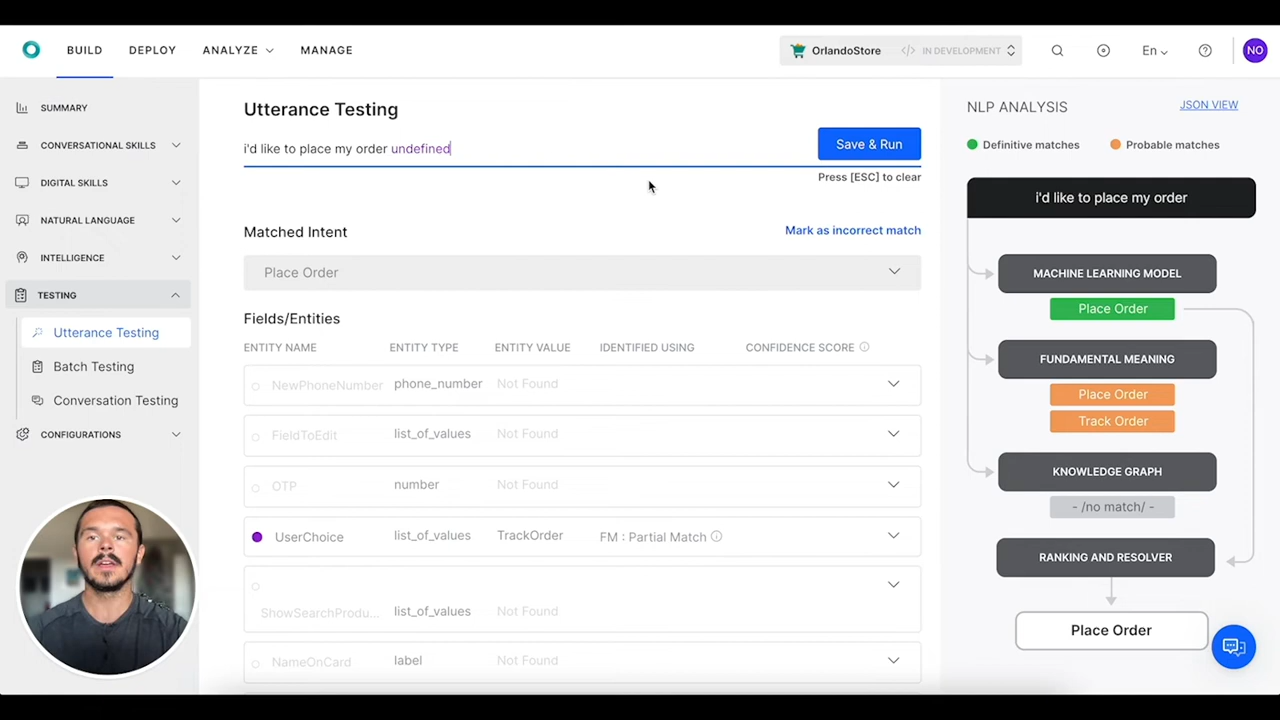 BUILD DEPLOY ANALYZE MANAGE OrlandoStore </> IN DEVELOPMENT En NO
SUMMARY
CONVERSATIONAL SKILLS
DIGITAL SKILLS
NATURAL LANGUAGE
INTELLIGENCE
TESTING
Utterance Testing
Batch Testing
Conversation Testing
CONFIGURATIONS
Utterance Testing
i'd like to place my order undefined
Save & Run
Press [ESC] to clear
Matched Intent
Mark as incorrect match
Place Order
Fields/Entities
ENTITY NAME ENTITY TYPE ENTITY VALUE IDENTIFIED USING CONFIDENCE SCORE
NewPhoneNumber phone_number Not Found
FieldToEdit list_of_values Not Found
OTP number Not Found
UserChoice list_of_values TrackOrder FM : Partial Match
ShowSearchProdu... list_of_values Not Found
NameOnCard label Not Found
NLP ANALYSIS
JSON VIEW
Definitive matches Probable matches
i'd like to place my order
MACHINE LEARNING MODEL
Place Order
FUNDAMENTAL MEANING
Place Order
Track Order
KNOWLEDGE GRAPH
- /no match/ -
RANKING AND RESOLVER
Place Order